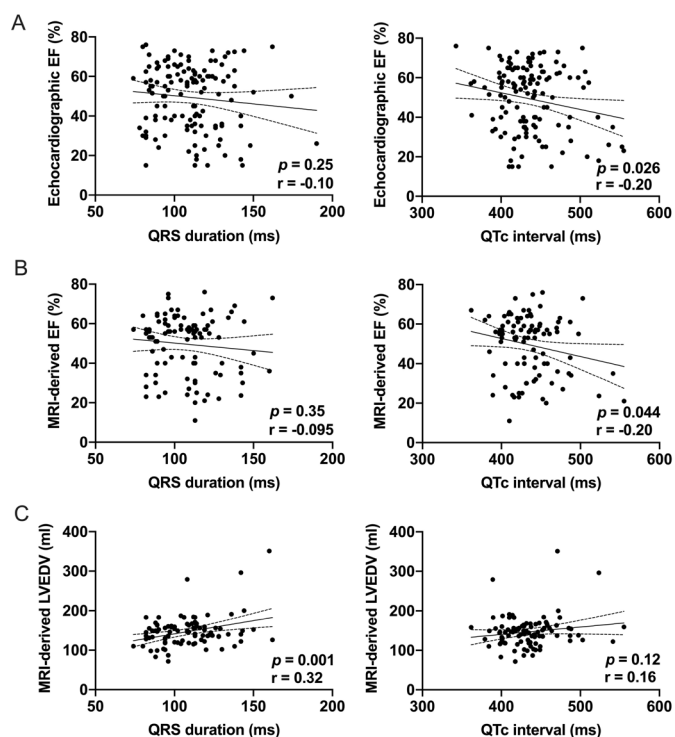 A
Echocardiographic EF (%)
80
60
40
20
0
50
100
150
200
QRS duration (ms)
p = 0.25
r = -0.10
Echocardiographic EF (%)
80
60
40
20
0
300
400
500
600
QTc interval (ms)
p = 0.026
r = -0.20
B
MRI-derived EF (%)
80
60
40
20
0
50
100
150
200
QRS duration (ms)
p = 0.35
r = -0.095
MRI-derived EF (%)
80
60
40
20
0
300
400
500
600
QTc interval (ms)
p = 0.044
r = -0.20
C
MRI-derived LVEDV (ml)
400
300
200
100
0
50
100
150
200
QRS duration (ms)
p = 0.001
r = 0.32
MRI-derived LVEDV (ml)
400
300
200
100
0
300
400
500
600
QTc interval (ms)
p = 0.12
r = 0.16